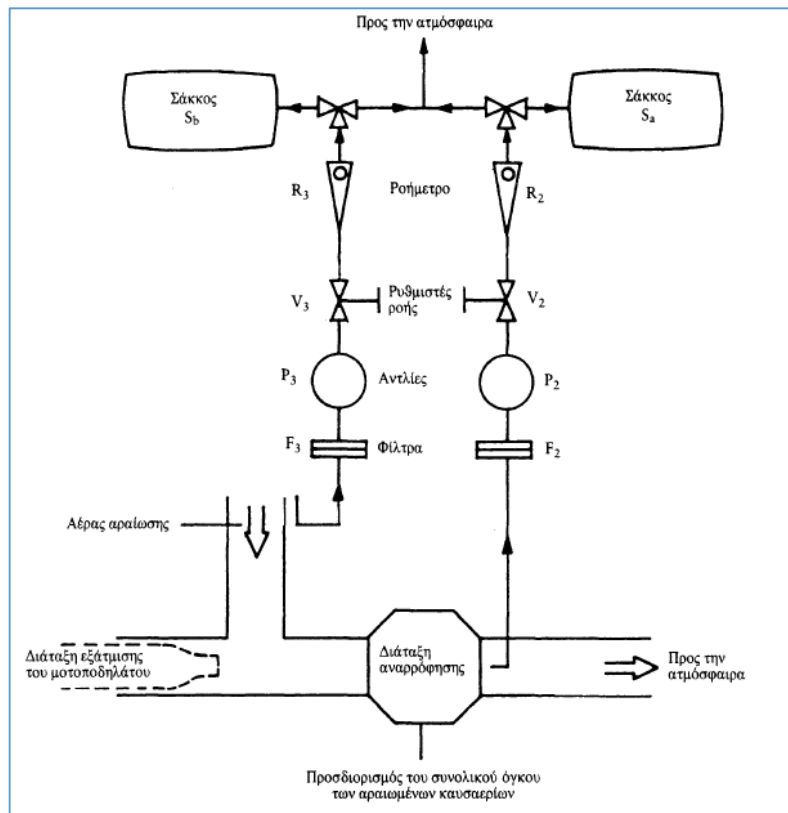 Προς την ατμόσφαιρα
Σάκκος
Sb
Σάκκος
Sa
R3
Ροήμετρο
R2
V3
Ρυθμιστές
ροής
V2
P3
Αντλίες
P2
F3
Φίλτρα
F2
Αέρας αραίωσης
Διάταξη εξάτμισης
του μοτοποδηλάτου
Διάταξη
αναρρόφησης
Προς την
ατμόσφαιρα
Προσδιορισμός του συνολικού όγκου
των αραιωμένων καυσαερίων